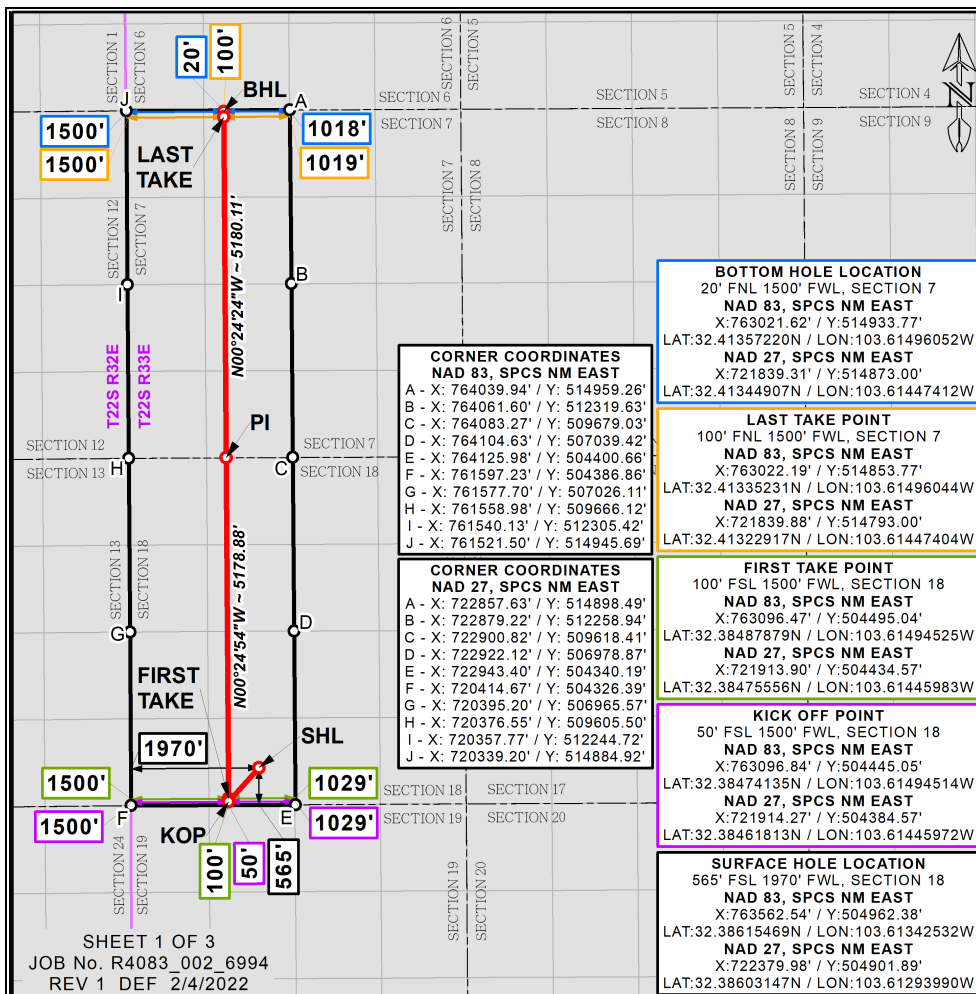 SECTION 1
SECTION 6
20'
100'
SECTION 6
SECTION 5
SECTION 5
SECTION 4
J
BHL
A
SECTION 6
SECTION 5
SECTION 4
SECTION 7
SECTION 8
SECTION 9
N
1500'
1018'
1500'
1019'
LAST
TAKE
SECTION 7
SECTION 8
SECTION 8
SECTION 9
SECTION 12
SECTION 7
N00°24'24"W ~ 5180.11'
B
I
T22S R32E
T22S R33E
PI
SECTION 12
SECTION 7
SECTION 13
SECTION 18
H
C
SECTION 13
SECTION 18
N00°24'54"W ~ 5178.88'
G
D
FIRST
TAKE
1970'
SHL
1500'
1029'
SECTION 18
SECTION 17
SECTION 19
SECTION 20
F
E
1500'
1029'
KOP
100'
50'
565'
SECTION 24
SECTION 19
SECTION 19
SECTION 20
SHEET 1 OF 3
JOB No. R4083_002_6994
REV 1 DEF 2/4/2022
CORNER COORDINATES
NAD 83, SPCS NM EAST
A - X: 764039.94' / Y: 514959.26'
B - X: 764061.60' / Y: 512319.63'
C - X: 764083.27' / Y: 509679.03'
D - X: 764104.63' / Y: 507039.42'
E - X: 764125.98' / Y: 504400.66'
F - X: 761597.23' / Y: 504386.86'
G - X: 761577.70' / Y: 507026.11'
H - X: 761558.98' / Y: 509666.12'
I - X: 761540.13' / Y: 512305.42'
J - X: 761521.50' / Y: 514945.69'
CORNER COORDINATES
NAD 27, SPCS NM EAST
A - X: 722857.63' / Y: 514898.49'
B - X: 722879.22' / Y: 512258.94'
C - X: 722900.82' / Y: 509618.41'
D - X: 722922.12' / Y: 506978.87'
E - X: 722943.40' / Y: 504340.19'
F - X: 720414.67' / Y: 504326.39'
G - X: 720395.20' / Y: 506965.57'
H - X: 720376.55' / Y: 509605.50'
I - X: 720357.77' / Y: 512244.72'
J - X: 720339.20' / Y: 514884.92'
BOTTOM HOLE LOCATION
20' FNL 1500' FWL, SECTION 7
NAD 83, SPCS NM EAST
X:763021.62' / Y:514933.77'
LAT:32.41357220N / LON:103.61496052W
NAD 27, SPCS NM EAST
X:721839.31' / Y:514873.00'
LAT:32.41344907N / LON:103.61447412W
LAST TAKE POINT
100' FNL 1500' FWL, SECTION 7
NAD 83, SPCS NM EAST
X:763022.19' / Y:514853.77'
LAT:32.41335231N / LON:103.61496044W
NAD 27, SPCS NM EAST
X:721839.88' / Y:514793.00'
LAT:32.41322917N / LON:103.61447404W
FIRST TAKE POINT
100' FSL 1500' FWL, SECTION 18
NAD 83, SPCS NM EAST
X:763096.47' / Y:504495.04'
LAT:32.38487879N / LON:103.61494525W
NAD 27, SPCS NM EAST
X:721913.90' / Y:504434.57'
LAT:32.38475556N / LON:103.61445983W
KICK OFF POINT
50' FSL 1500' FWL, SECTION 18
NAD 83, SPCS NM EAST
X:763096.84' / Y:504445.05'
LAT:32.38474135N / LON:103.61494514W
NAD 27, SPCS NM EAST
X:721914.27' / Y:504384.57'
LAT:32.38461813N / LON:103.61445972W
SURFACE HOLE LOCATION
565' FSL 1970' FWL, SECTION 18
NAD 83, SPCS NM EAST
X:763562.54' / Y:504962.38'
LAT:32.38615469N / LON:103.61342532W
NAD 27, SPCS NM EAST
X:722379.98' / Y:504901.89'
LAT:32.38603147N / LON:103.61293990W